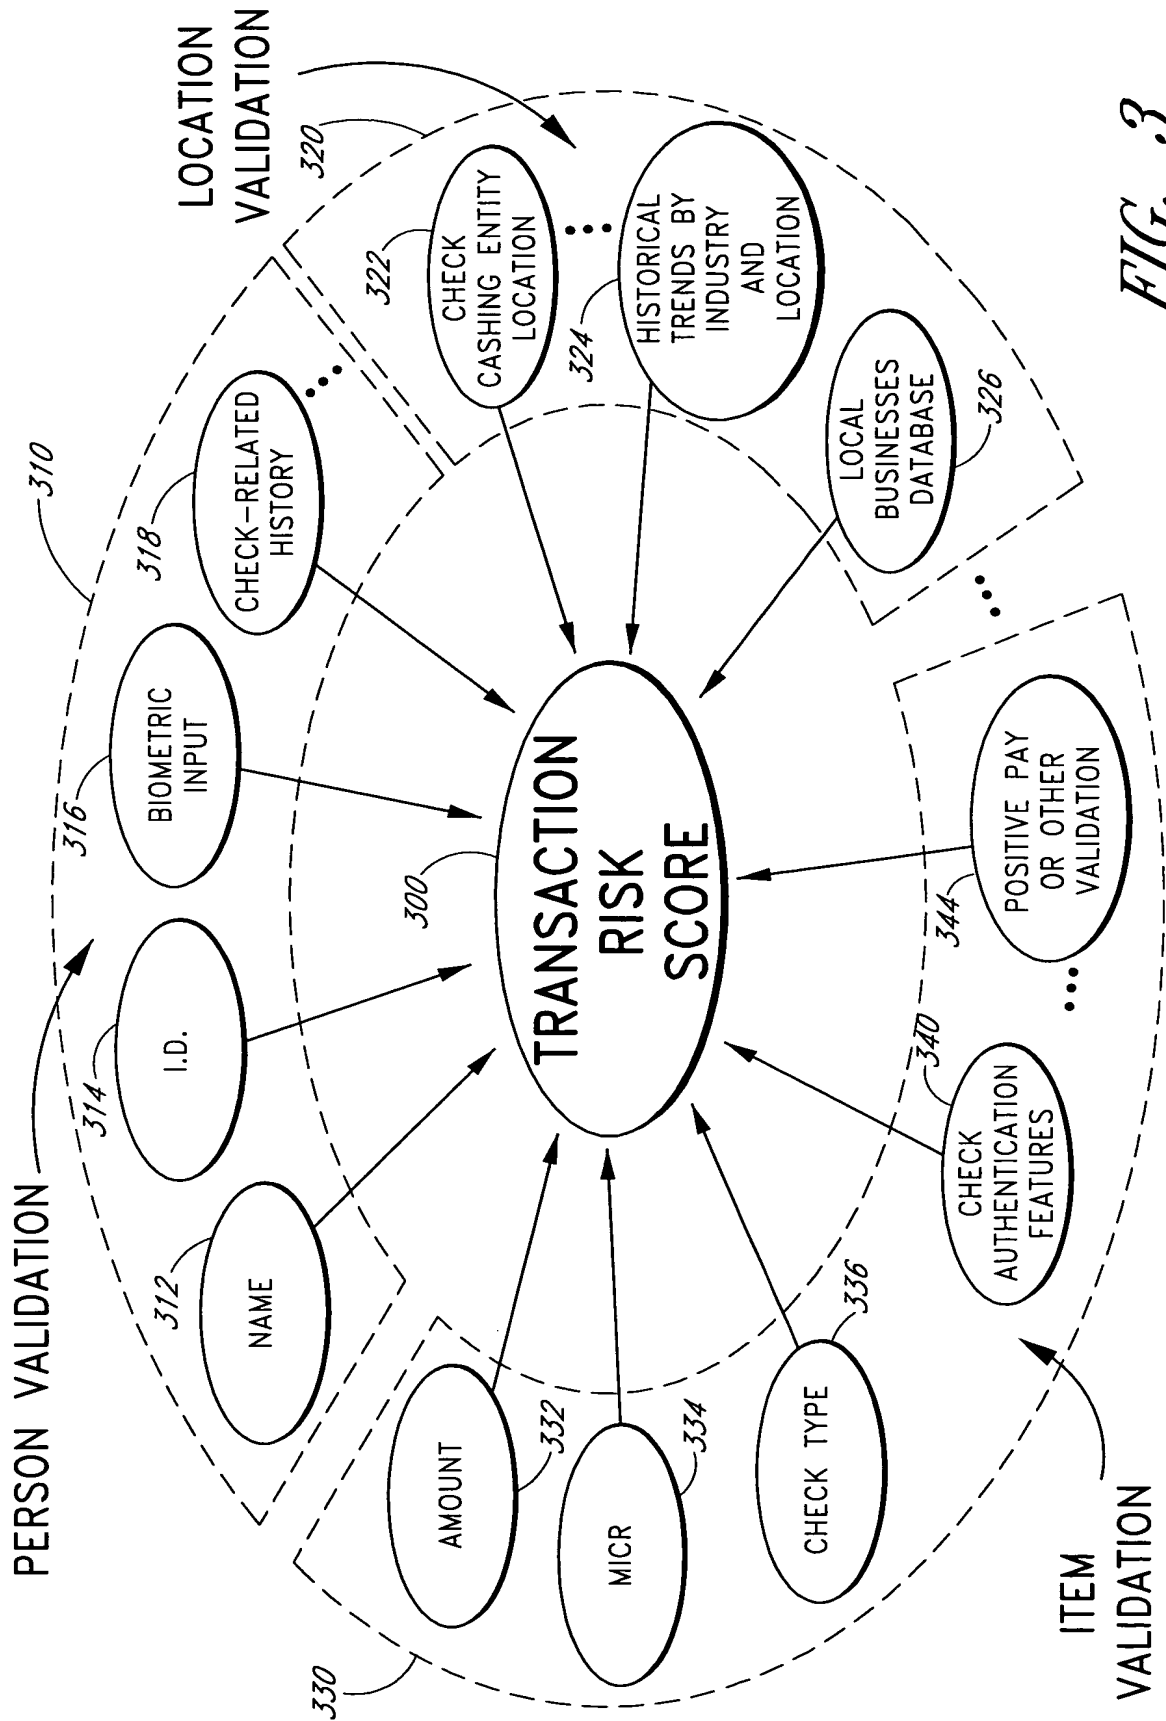 PERSON VALIDATION
310
312
NAME
314
I.D.
316
BIOMETRIC
INPUT
318
CHECK-RELATED
HISTORY
LOCATION
VALIDATION
320
322
CHECK
CASHING ENTITY
LOCATION
324
HISTORICAL
TRENDS BY
INDUSTRY
AND
LOCATION
LOCAL
BUSINESSES
DATABASE
326
300
TRANSACTION
RISK
SCORE
330
AMOUNT
332
MICR
334
CHECK TYPE
336
340
CHECK
AUTHENTICATION
FEATURES
344
POSITIVE PAY
OR OTHER
VALIDATION
ITEM
VALIDATION
FIG. 3